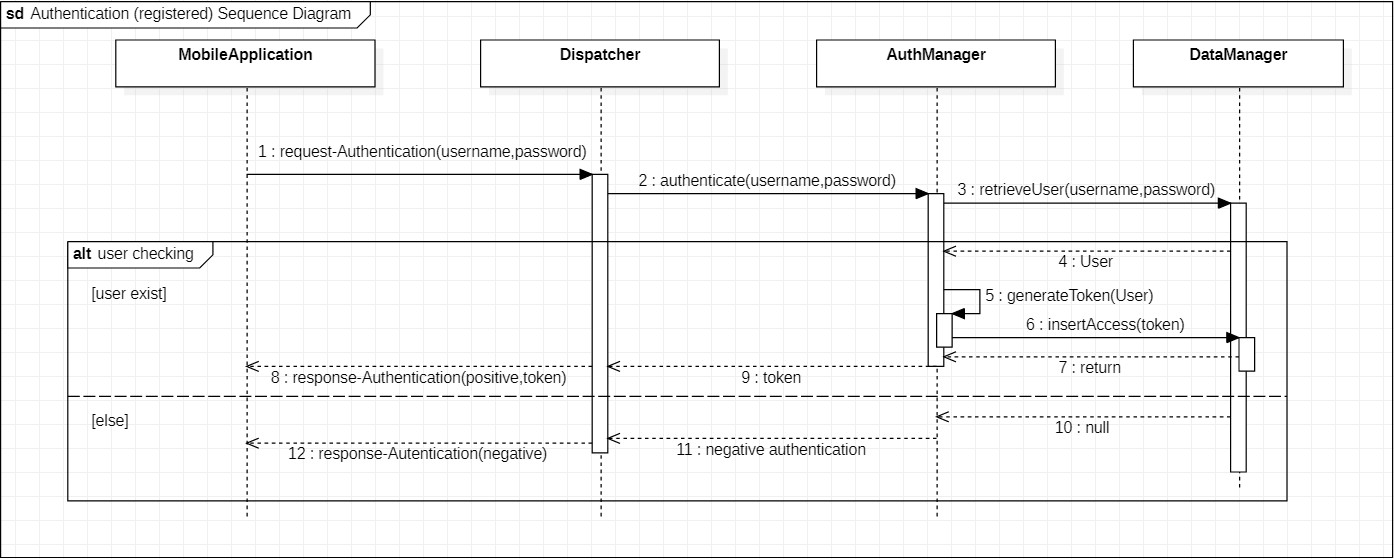 sd Authentication (registered) Sequence Diagram
MobileApplication
Dispatcher
AuthManager
DataManager
1 : request-Authentication(username,password)
2 : authenticate(username,password)
3 : retrieveUser(username,password)
alt user checking
4 : User
[user exist]
5 : generateToken(User)
6 : insertAccess(token)
7 : return
8 : response-Authentication(positive,token)
9 : token
[else]
10 : null
11 : negative authentication
12 : response-Autentication(negative)